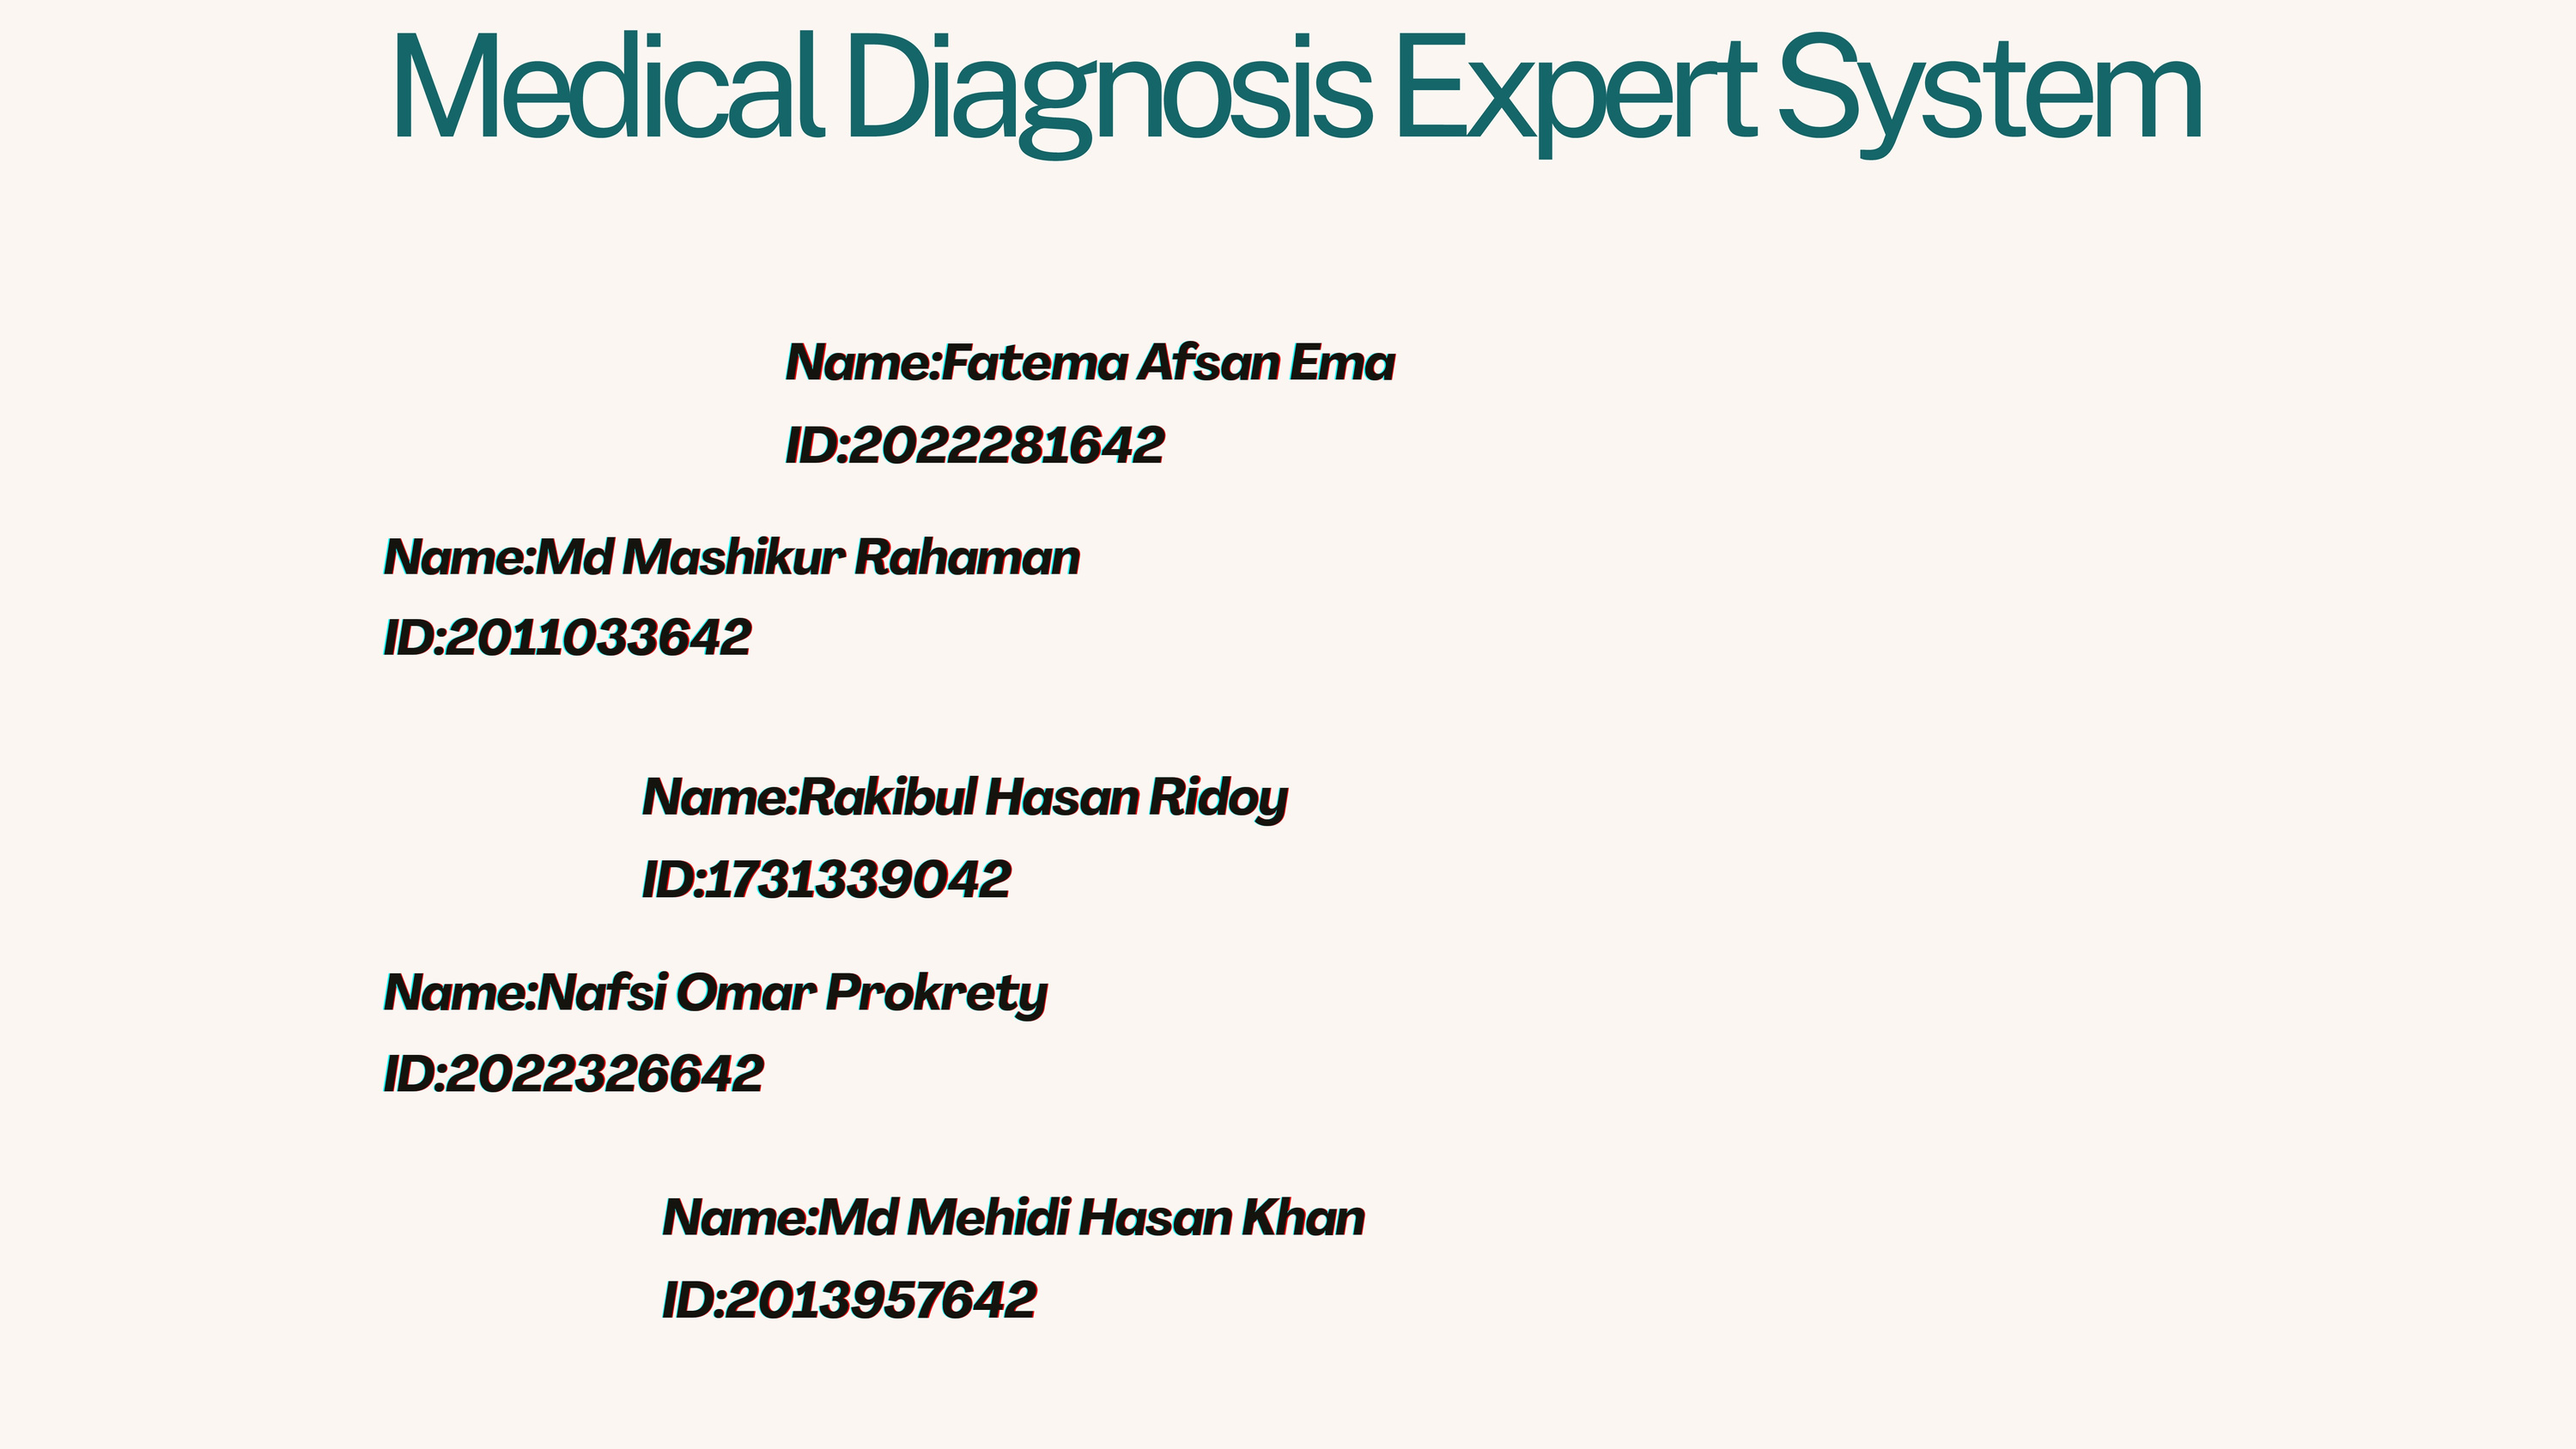 Medical Diagnosis Expert System
Name:Fatema Afsan Ema
ID:2022281642
Name:Md Mashikur Rahaman
ID:2011033642
Name:Rakibul Hasan Ridoy
ID:1731339042
Name:Nafsi Omar Prokrety
ID:2022326642
Name:Md Mehidi Hasan Khan
ID:2013957642